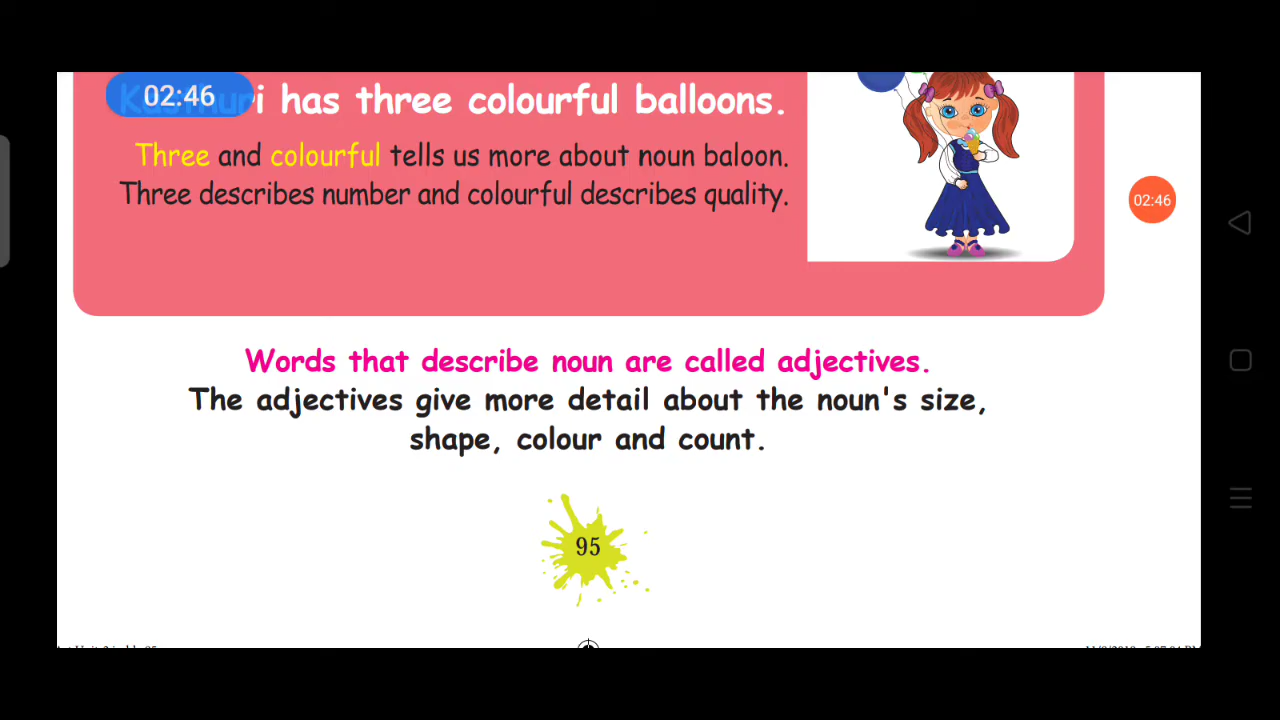 02:46
i has three colourful balloons.
Three and colourful tells us more about noun baloon.
Three describes number and colourful describes quality.
02:46
Words that describe noun are called adjectives.
The adjectives give more detail about the noun's size,
shape, colour and count.
95